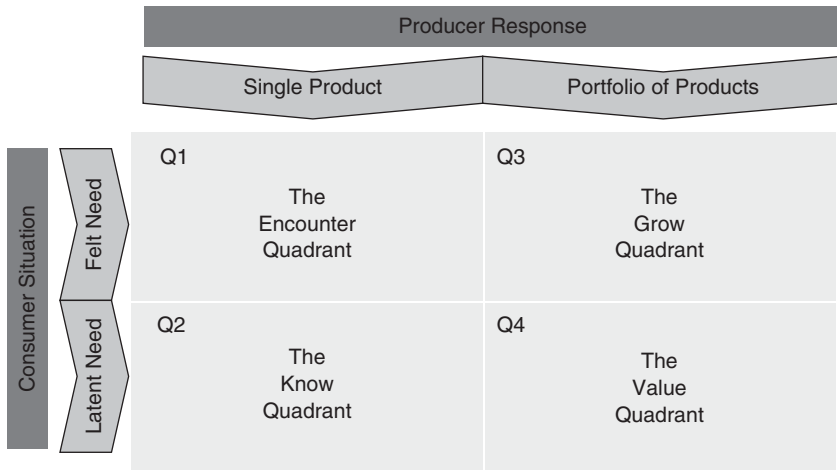 Producer Response
Single Product
Portfolio of Products
Consumer Situation
Felt Need
Latent Need
Q1
The
Encounter
Quadrant
Q3
The
Grow
Quadrant
Q2
The
Know
Quadrant
Q4
The
Value
Quadrant